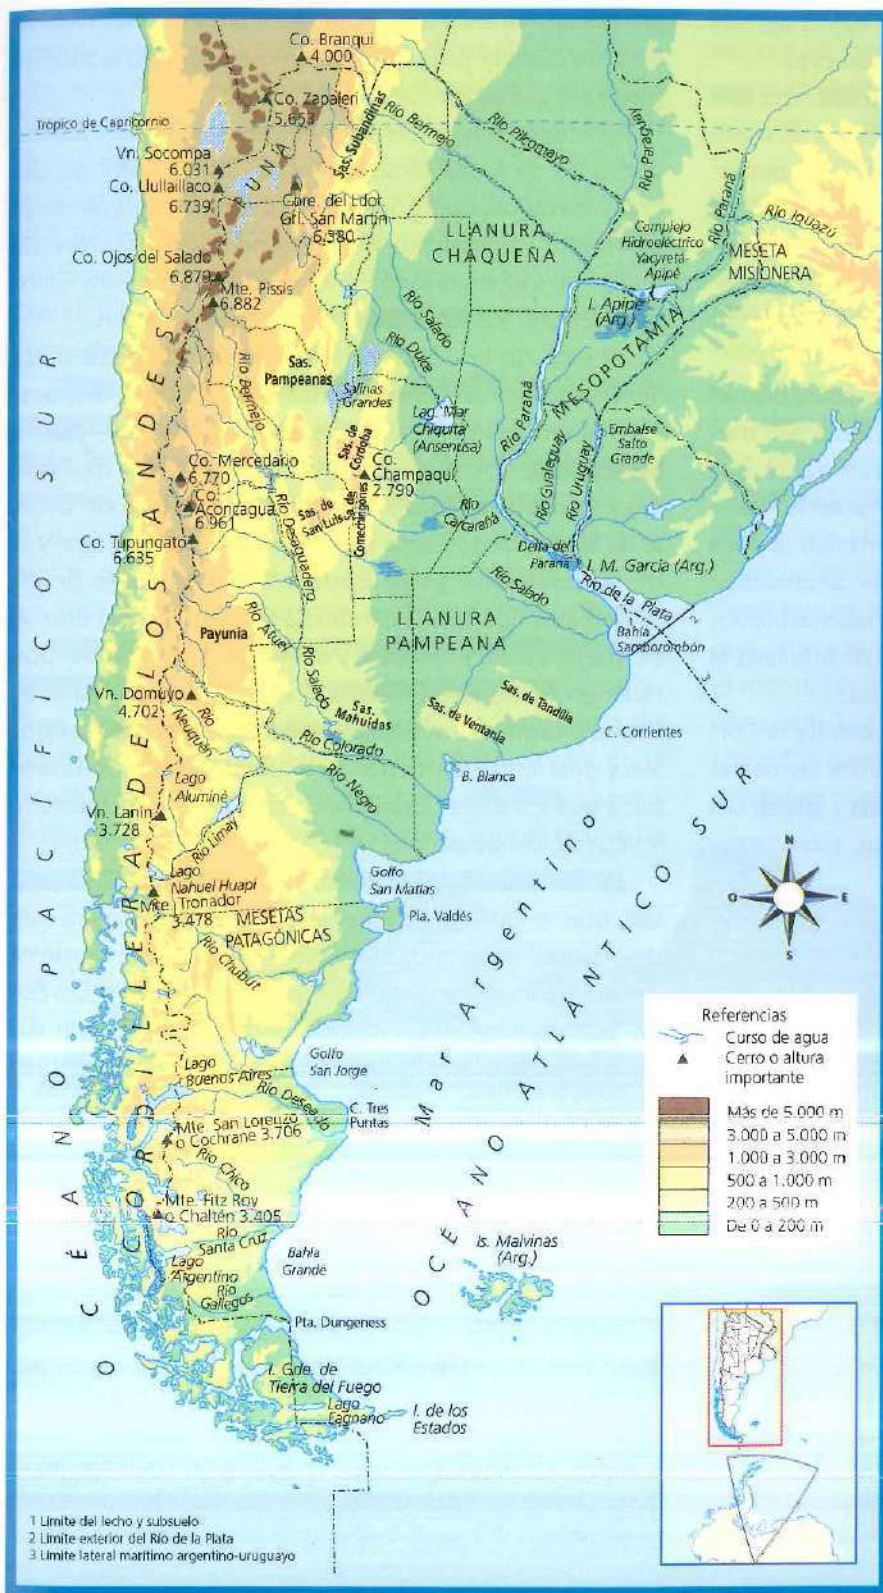 Co. Branqui
4.000
Co. Zapaleri
5.653
Trópico de Capricornio
Sas. Subandinas
Río Bermejo
Río Pilcomayo
Río Paraguay
Vn. Socompa
6.031
Co. Llullaillaco
6.739
PUNA
Cbre. del Ldor.
Grl. San Martín
6.380
LLANURA
CHAQUEÑA
Río Paraná
Río Iguazú
Complejo
Hidroeléctrico
Yacyretá-
Apipé
MESETA
MISIONERA
Co. Ojos del Salado
6.879
Mte. Pissis
6.882
I. Apipé
(Arg.)
Río Salado
Río Dulce
MESOPOTAMIA
Río Bermejo
Sas.
Pampeanas
Salinas
Grandes
Lag. Mar
Chiquita
(Ansenusa)
Río Paraná
Río Gualeguay
Río Uruguay
Embalse
Salto
Grande
Sas. de
Córdoba
Co.
Champaquí
2.790
Co. Mercedario
6.770
Co.
Aconcagua
6.961
Sas. de
San Luis
Sa. de
Comechingones
Río
Carcarañá
Co. Tupungato
6.635
Río Desaguadero
Delta del
Paraná
I. M. García (Arg.)
Río de la Plata
2
Río Salado
Bahía
Samborombón
3
LLANURA
PAMPEANA
Payunia
Río Atuel
Río Salado
Vn. Domuyo
4.702
Río
Neuquén
Sas.
Mahuidas
Sas. de Ventania
Sas. de Tandilia
C. Corrientes
Río Colorado
B. Blanca
Lago
Aluminé
Río Negro
Vn. Lanín
3.728
Río Limay
Lago
Nahuel Huapi
Mte. Tronador
3.478
Golfo
San Matías
MESETAS
PATAGÓNICAS
Pla. Valdés
Río Chubut
Lago
Buenos Aires
Golfo
San Jorge
Río Deseado
C. Tres
Puntas
Mte. San Lorenzo
o Cochrane 3.706
Río Chico
Mte. Fitz Roy
o Chaltén 3.405
Río
Santa Cruz
Lago
Argentino
Bahía
Grande
Río
Gallegos
Is. Malvinas
(Arg.)
Pta. Dungeness
I. Gde. de
Tierra del Fuego
Lago
Fagnano
I. de los
Estados
CORDILLERA DE LOS ANDES
OCÉANO PACÍFICO SUR
Mar Argentino
OCÉANO ATLÁNTICO SUR
N
O
E
S
Referencias
Curso de agua
Cerro o altura
importante
Más de 5.000 m
3.000 a 5.000 m
1.000 a 3.000 m
500 a 1.000 m
200 a 500 m
De 0 a 200 m
1 Límite del lecho y subsuelo
2 Límite exterior del Río de la Plata
3 Límite lateral marítimo argentino-uruguayo